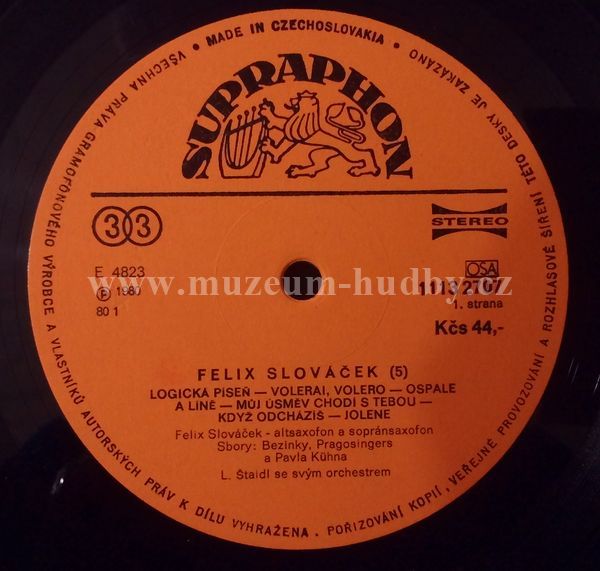 VŠECHNA PRÁVA GRAMOFONOVÉHO VÝROBCE A VLASTNÍKŮ AUTORSKÝCH PRÁV K DÍLU VYHRAŽENA. POŘIZOVÁNÍ KOPIÍ, VEŘEJNÉ PROVOZOVÁNÍ A ROZHLASOVÉ ŠÍŘENÍ TÉTO DESKY JE ZAKÁZÁNO • MADE IN CZECHOSLOVAKIA •
SUPRAPHON
33
STEREO
E 4823
OSA
Ⓟ 1980
www.muzeum-hudby.cz
1113 2707
80 1
1. strana
Kčs 44,-
FELIX SLOVÁČEK (5)
LOGICKÁ PÍSEŇ — VOLERAI, VOLERO — OSPALE
A LÍNĚ — MŮJ ÚSMĚV CHODÍ S TEBOU —
KDYŽ ODCHÁZÍŠ — JOLENE
Felix Slováček - altsaxofon a sopránsaxofon
Sbory: Bezinky, Pragosingers
a Pavla Kühna
L. Štaidl se svým orchestrem